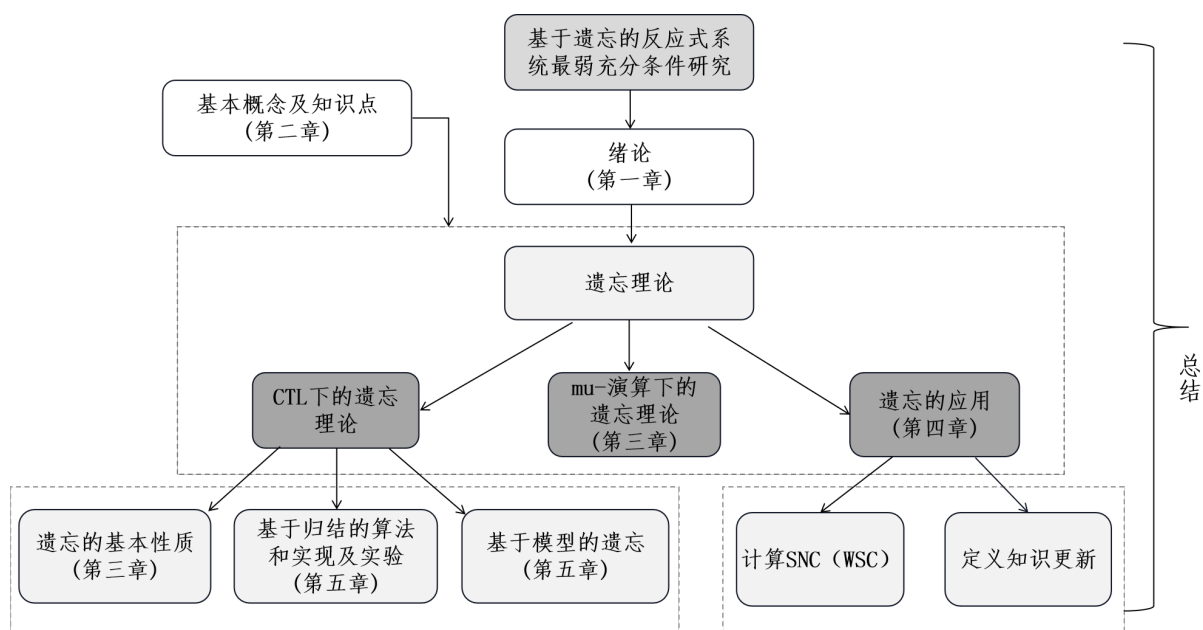 基于遗忘的反应式系
统最弱充分条件研究
基本概念及知识点
(第二章)
绪论
(第一章)
遗忘理论
CTL下的遗忘
理论
mu-演算下的
遗忘理论
(第三章)
遗忘的应用
(第四章)
总结
遗忘的基本性质
(第三章)
基于归结的算法
和实现及实验
(第五章)
基于模型的遗忘
(第五章)
计算SNC（WSC）
定义知识更新